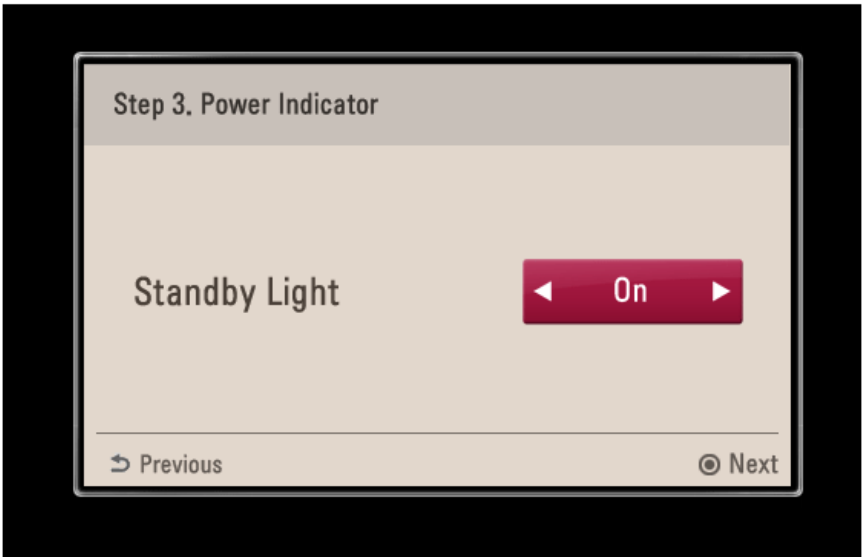 Step 3. Power Indicator
Standby Light
On
Previous
Next